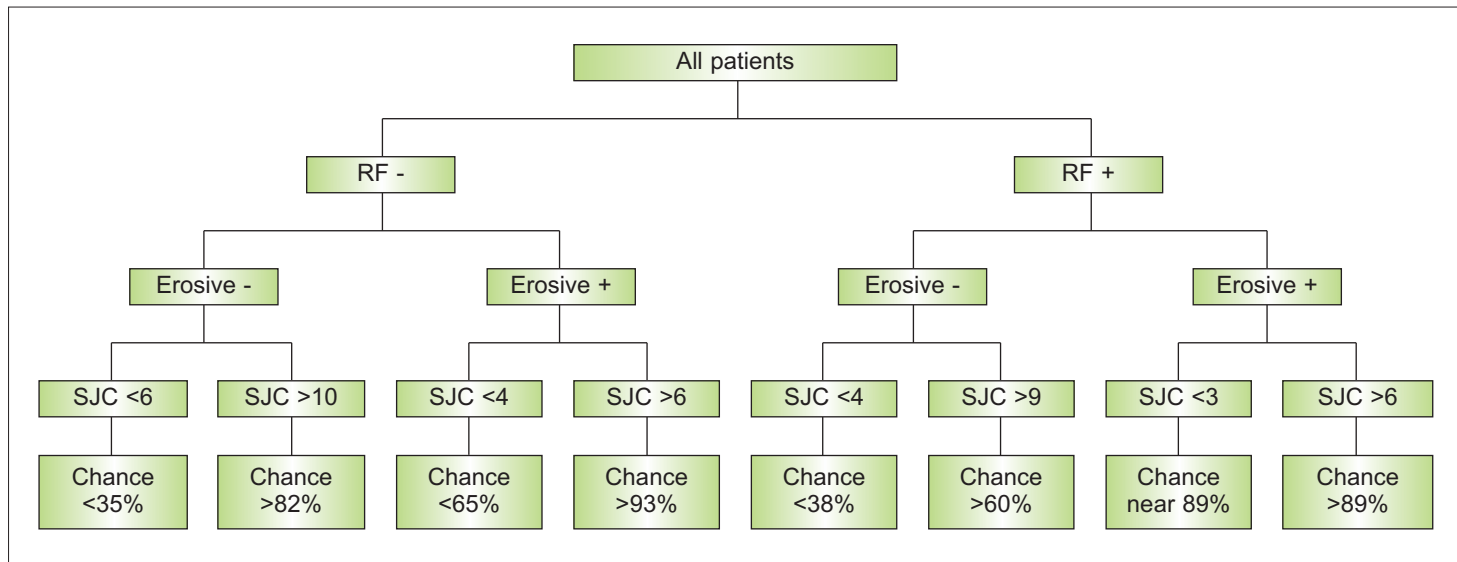 All patients
RF -
RF +
Erosive -
Erosive +
Erosive -
Erosive +
SJC <6
SJC >10
SJC <4
SJC >6
SJC <4
SJC >9
SJC <3
SJC >6
Chance
<35%
Chance
>82%
Chance
<65%
Chance
>93%
Chance
<38%
Chance
>60%
Chance
near 89%
Chance
>89%